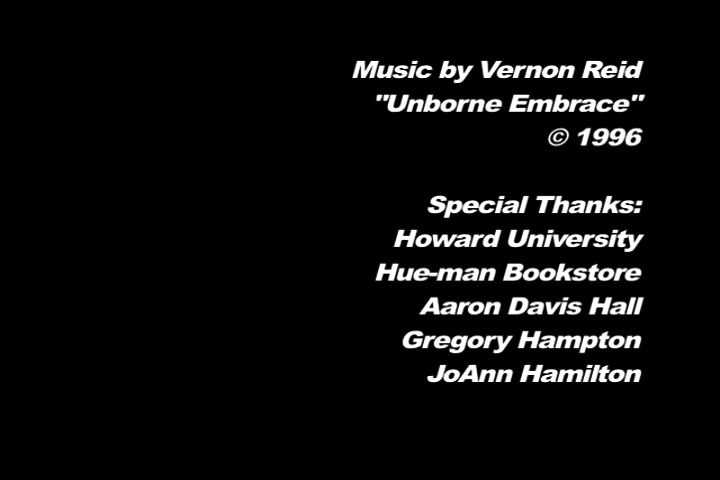 Music by Vernon Reid
"Unborne Embrace"
© 1996
Special Thanks:
Howard University
Hue-man Bookstore
Aaron Davis Hall
Gregory Hampton
JoAnn Hamilton